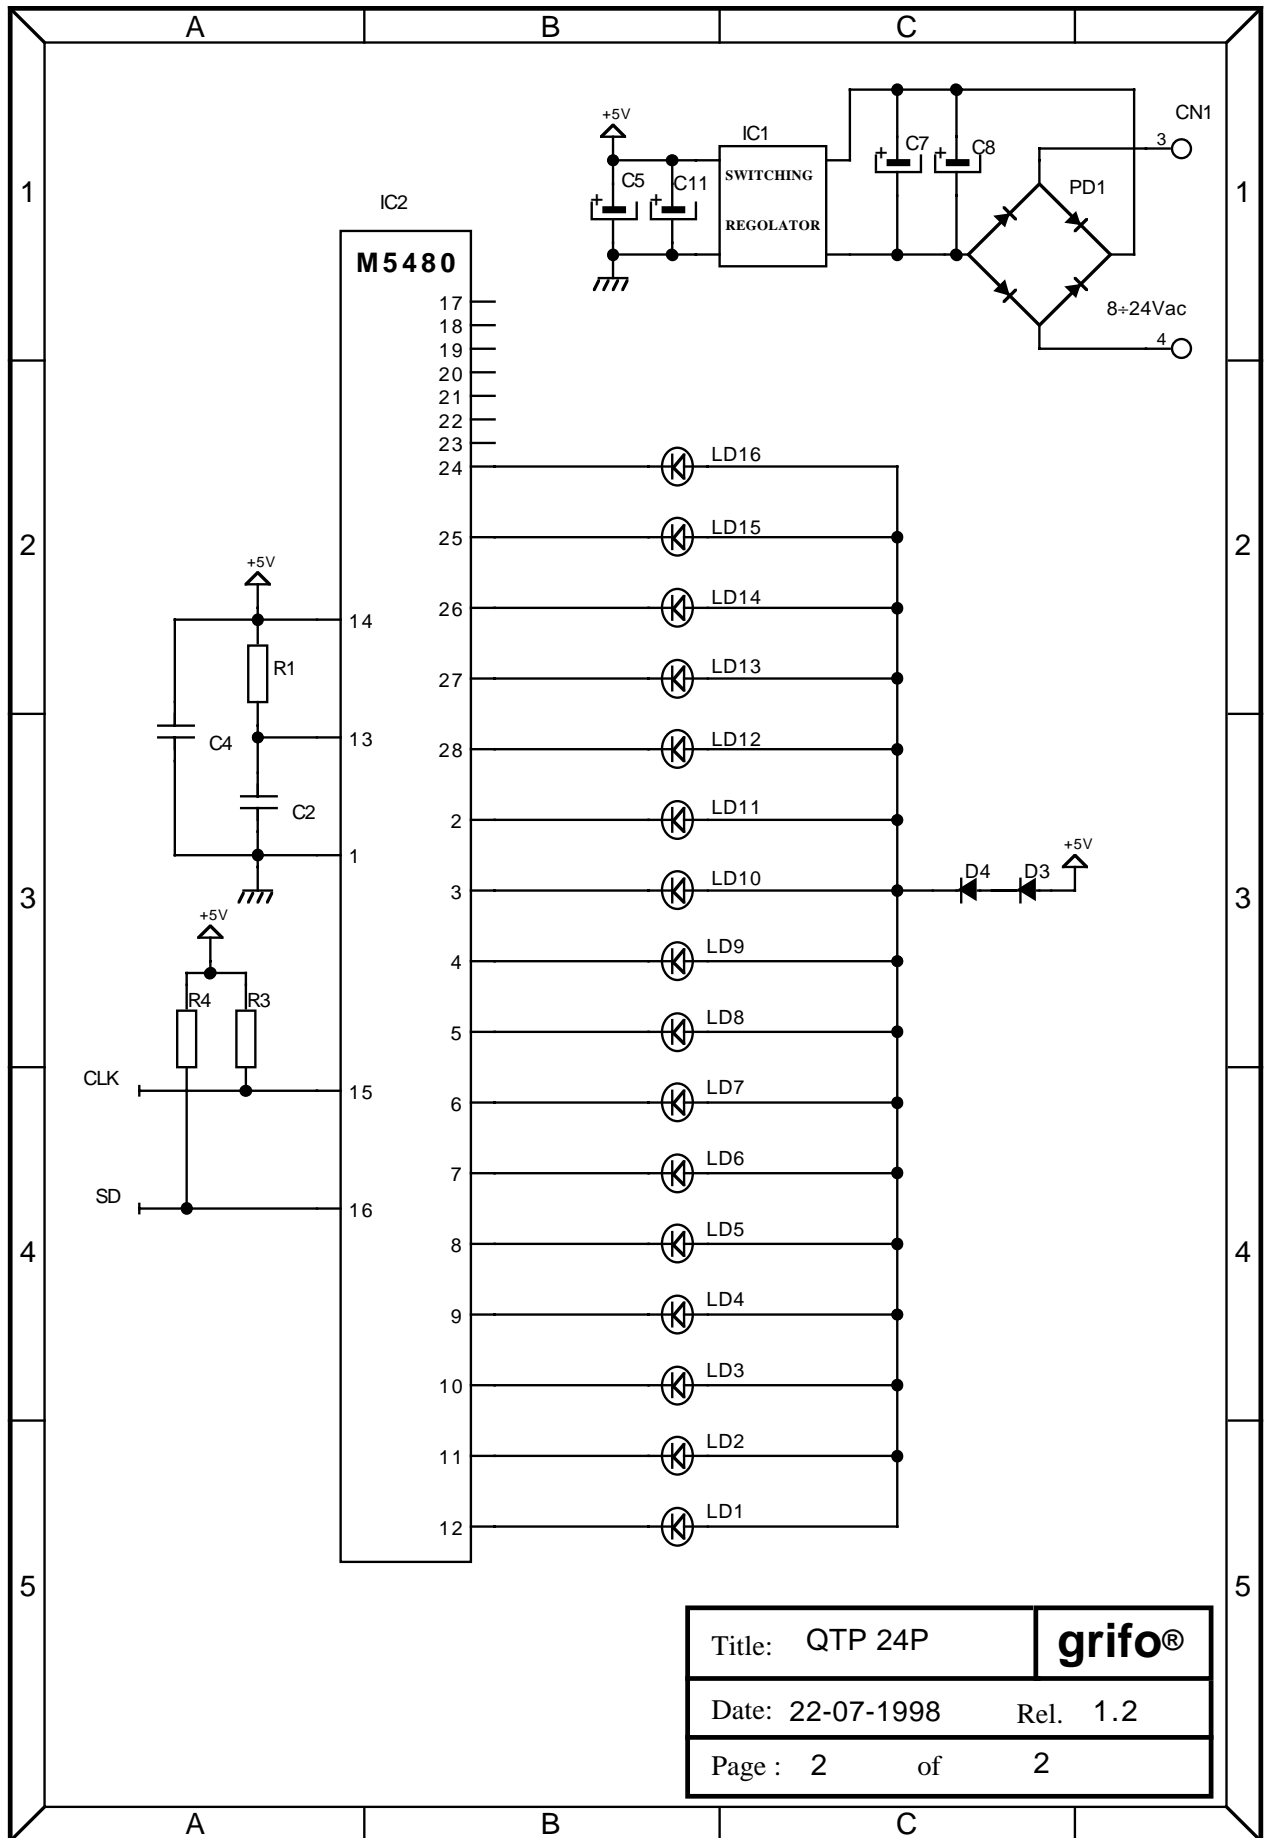 A B C
+5V
IC1
C7
C8
CN1
3
SWITCHING
REGOLATOR
C5
C11
PD1
8÷24Vac
4
1
1
IC2
M5480
17
18
19
20
21
22
23
24 LD16
2
25 LD15
2
+5V
26 LD14
14
R1
27 LD13
C4
13
28 LD12
C2
2 LD11
1
3
3 LD10
D4 D3
+5V
3
+5V
4 LD9
R4 R3
5 LD8
CLK
15
6 LD7
7 LD6
SD
16
4
8 LD5
4
9 LD4
10 LD3
11 LD2
12 LD1
5
5
Title: QTP 24P grifo®
Date: 22-07-1998 Rel. 1.2
Page : 2 of 2
A B C